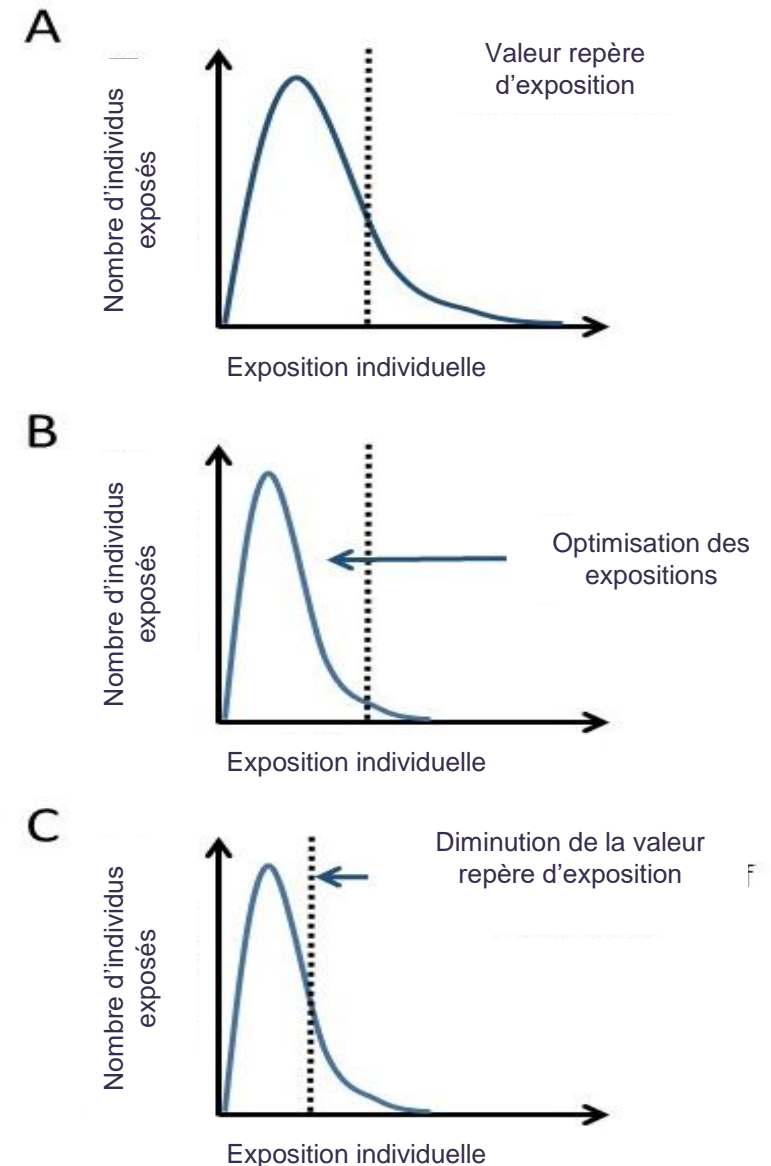 A
Valeur repère
d’exposition
Nombre d’individus
exposés
Exposition individuelle
B
Optimisation des
expositions
Nombre d’individus
exposés
Exposition individuelle
C
Diminution de la valeur
repère d’exposition
f
Nombre d’individus
exposés
Exposition individuelle